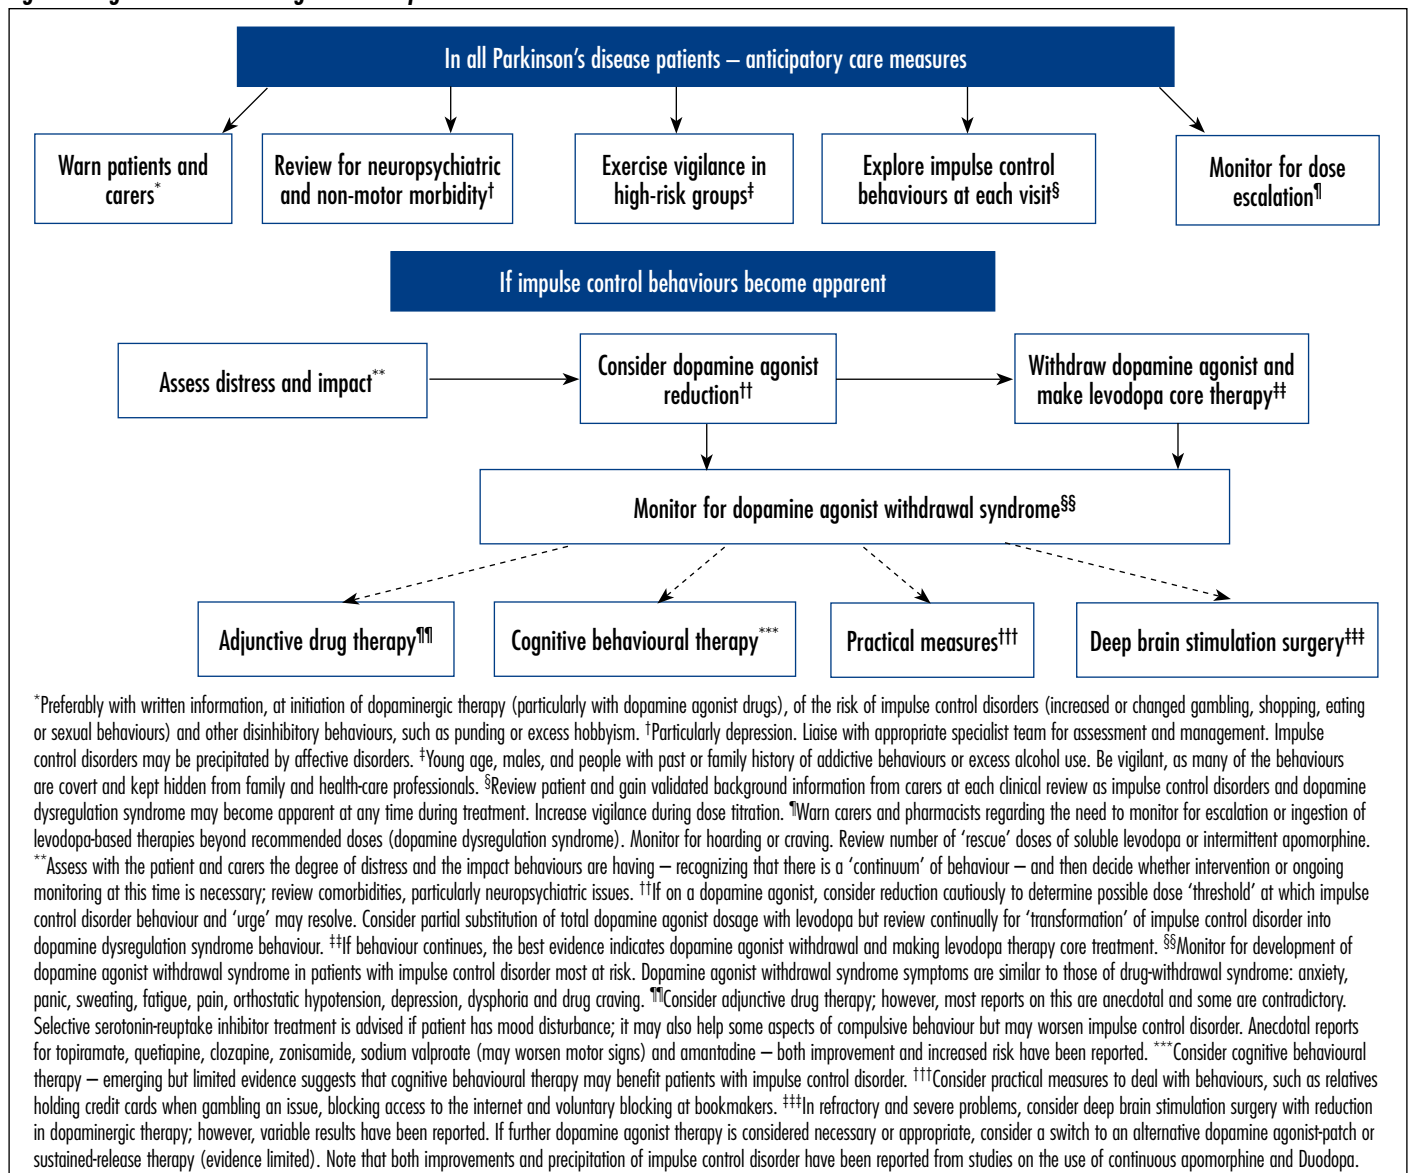 In all Parkinson's disease patients – anticipatory care measures
Warn patients and
carers*
Review for neuropsychiatric
and non-motor morbidity†
Exercise vigilance in
high-risk groups‡
Explore impulse control
behaviours at each visit§
Monitor for dose
escalation¶
If impulse control behaviours become apparent
Assess distress and impact**
Consider dopamine agonist
reduction††
Withdraw dopamine agonist and
make levodopa core therapy‡‡
Monitor for dopamine agonist withdrawal syndrome§§
Adjunctive drug therapy¶¶
Cognitive behavioural therapy***
Practical measures†††
Deep brain stimulation surgery‡‡‡
*Preferably with written information, at initiation of dopaminergic therapy (particularly with dopamine agonist drugs), of the risk of impulse control disorders (increased or changed gambling, shopping, eating
or sexual behaviours) and other disinhibitory behaviours, such as punding or excess hobbyism. †Particularly depression. Liaise with appropriate specialist team for assessment and management. Impulse
control disorders may be precipitated by affective disorders. ‡Young age, males, and people with past or family history of addictive behaviours or excess alcohol use. Be vigilant, as many of the behaviours
are covert and kept hidden from family and health-care professionals. §Review patient and gain validated background information from carers at each clinical review as impulse control disorders and dopamine
dysregulation syndrome may become apparent at any time during treatment. Increase vigilance during dose titration. ¶Warn carers and pharmacists regarding the need to monitor for escalation or ingestion of
levodopa-based therapies beyond recommended doses (dopamine dysregulation syndrome). Monitor for hoarding or craving. Review number of 'rescue' doses of soluble levodopa or intermittent apomorphine.
**Assess with the patient and carers the degree of distress and the impact behaviours are having – recognizing that there is a 'continuum' of behaviour – and then decide whether intervention or ongoing
monitoring at this time is necessary; review comorbidities, particularly neuropsychiatric issues. ††If on a dopamine agonist, consider reduction cautiously to determine possible dose 'threshold' at which impulse
control disorder behaviour and 'urge' may resolve. Consider partial substitution of total dopamine agonist dosage with levodopa but review continually for 'transformation' of impulse control disorder into
dopamine dysregulation syndrome behaviour. ‡‡If behaviour continues, the best evidence indicates dopamine agonist withdrawal and making levodopa therapy core treatment. §§Monitor for development of
dopamine agonist withdrawal syndrome in patients with impulse control disorder most at risk. Dopamine agonist withdrawal syndrome symptoms are similar to those of drug-withdrawal syndrome: anxiety,
panic, sweating, fatigue, pain, orthostatic hypotension, depression, dysphoria and drug craving. ¶¶Consider adjunctive drug therapy; however, most reports on this are anecdotal and some are contradictory.
Selective serotonin-reuptake inhibitor treatment is advised if patient has mood disturbance; it may also help some aspects of compulsive behaviour but may worsen impulse control disorder. Anecdotal reports
for topiramate, quetiapine, clozapine, zonisamide, sodium valproate (may worsen motor signs) and amantadine – both improvement and increased risk have been reported. ***Consider cognitive behavioural
therapy – emerging but limited evidence suggests that cognitive behavioural therapy may benefit patients with impulse control disorder. †††Consider practical measures to deal with behaviours, such as relatives
holding credit cards when gambling an issue, blocking access to the internet and voluntary blocking at bookmakers. ‡‡‡In refractory and severe problems, consider deep brain stimulation surgery with reduction
in dopaminergic therapy; however, variable results have been reported. If further dopamine agonist therapy is considered necessary or appropriate, consider a switch to an alternative dopamine agonist-patch or
sustained-release therapy (evidence limited). Note that both improvements and precipitation of impulse control disorder have been reported from studies on the use of continuous apomorphine and Duodopa.